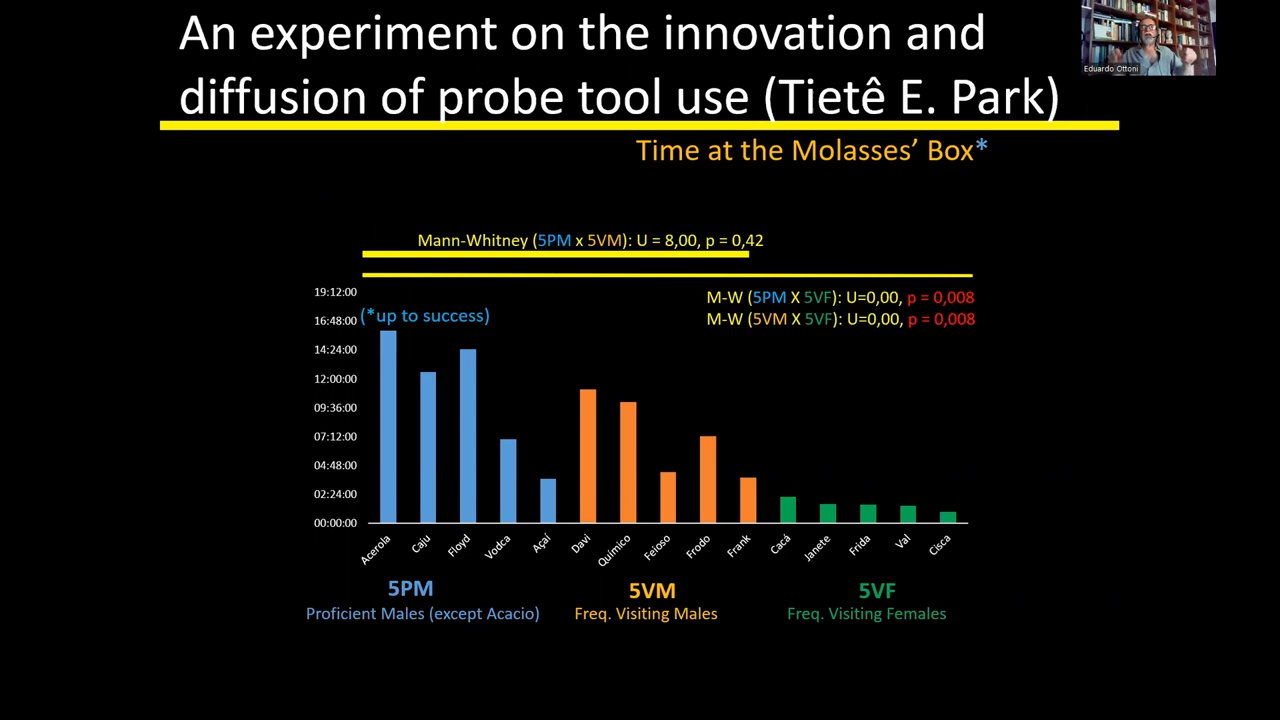 An experiment on the innovation and
diffusion of probe tool use (Tietê E. Park)
Eduardo Ottoni
Time at the Molasses’ Box*
Mann-Whitney (5PM x 5VM): U = 8,00, p = 0,42
M-W (5PM X 5VF): U=0,00, p = 0,008
M-W (5VM X 5VF): U=0,00, p = 0,008
(*up to success)
19:12:00
16:48:00
14:24:00
12:00:00
09:36:00
07:12:00
04:48:00
02:24:00
00:00:00
Acerola
Caju
Floyd
Vodca
Açaí
Davi
Químico
Feioso
Frodo
Frank
Cacá
Janete
Frida
Val
Cisca
5PM
Proficient Males (except Acacio)
5VM
Freq. Visiting Males
5VF
Freq. Visiting Females